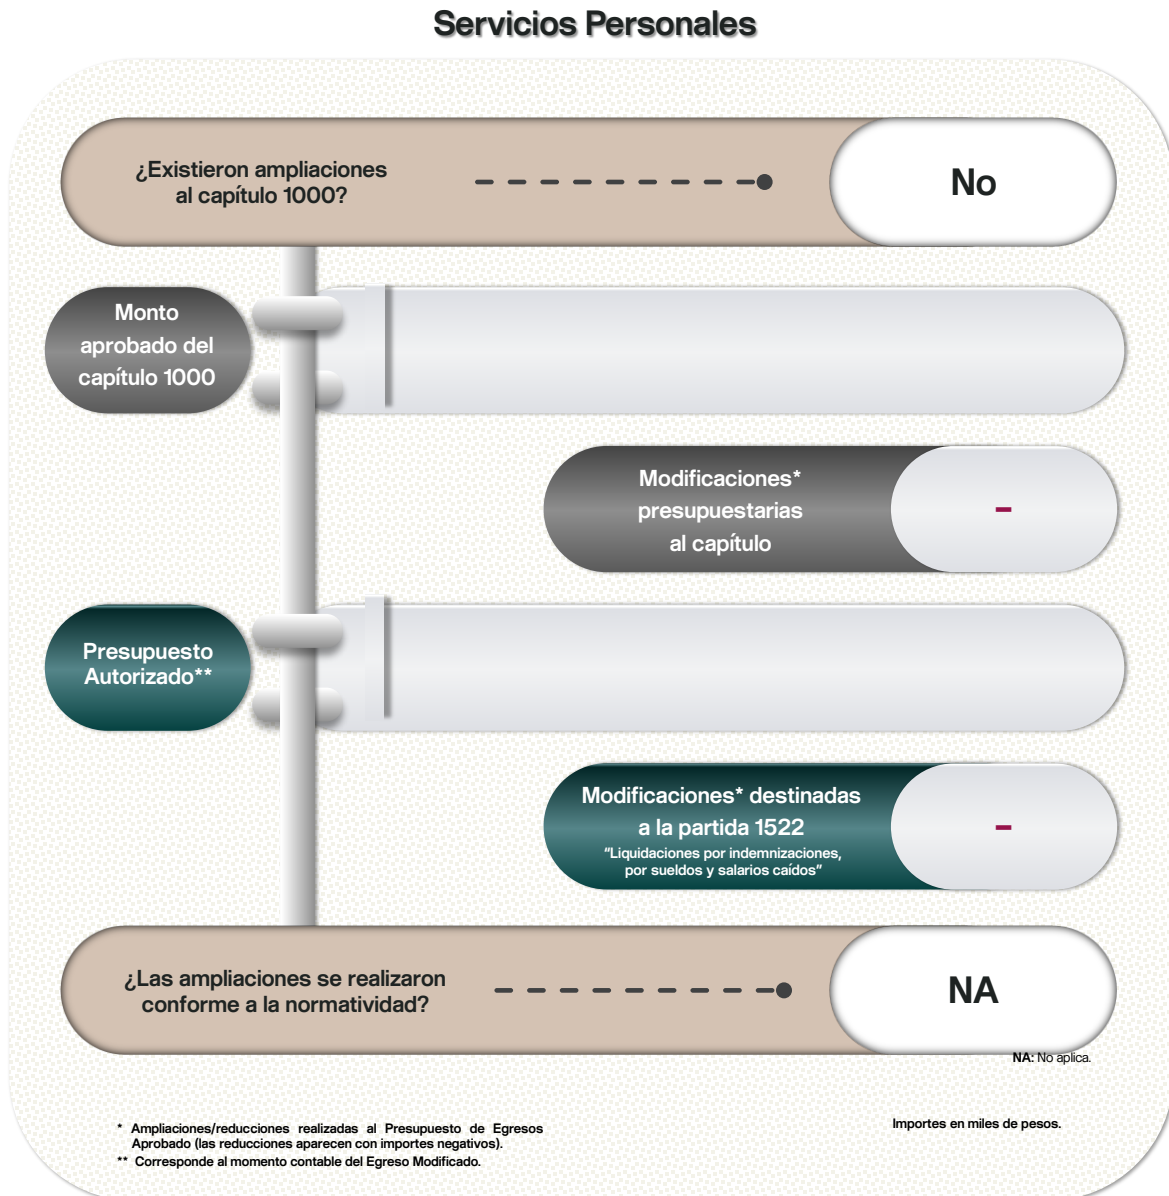 Servicios Personales
¿Existieron ampliaciones
al capítulo 1000?
No
Monto
aprobado del
capítulo 1000
Modificaciones*
presupuestarias
al capítulo
-
Presupuesto
Autorizado**
Modificaciones* destinadas
a la partida 1522
"Liquidaciones por indemnizaciones,
por sueldos y salarios caídos"
-
¿Las ampliaciones se realizaron
conforme a la normatividad?
NA
NA: No aplica.
* Ampliaciones/reducciones realizadas al Presupuesto de Egresos
Aprobado (las reducciones aparecen con importes negativos).
** Corresponde al momento contable del Egreso Modificado.
Importes en miles de pesos.